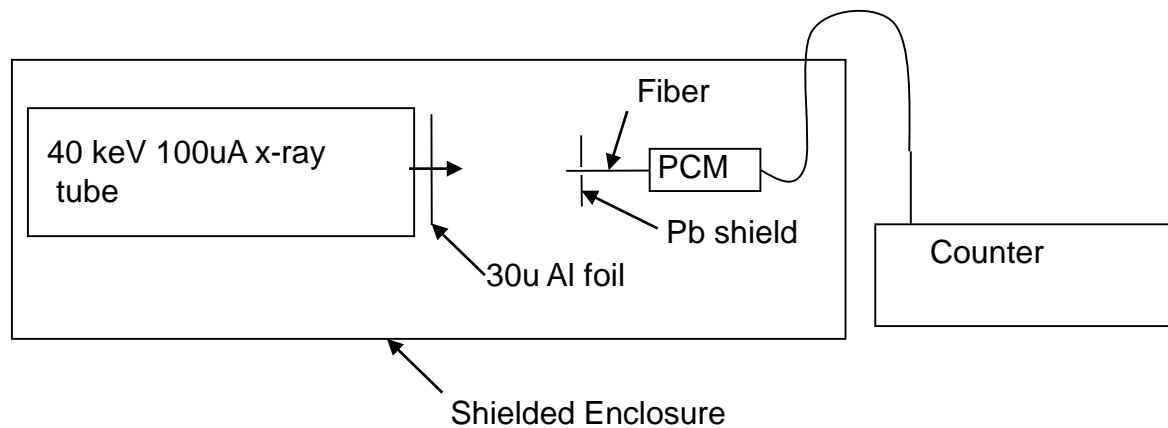 Fiber
40 keV 100uA x-ray
tube
PCM
Pb shield
30u Al foil
Counter
Shielded Enclosure